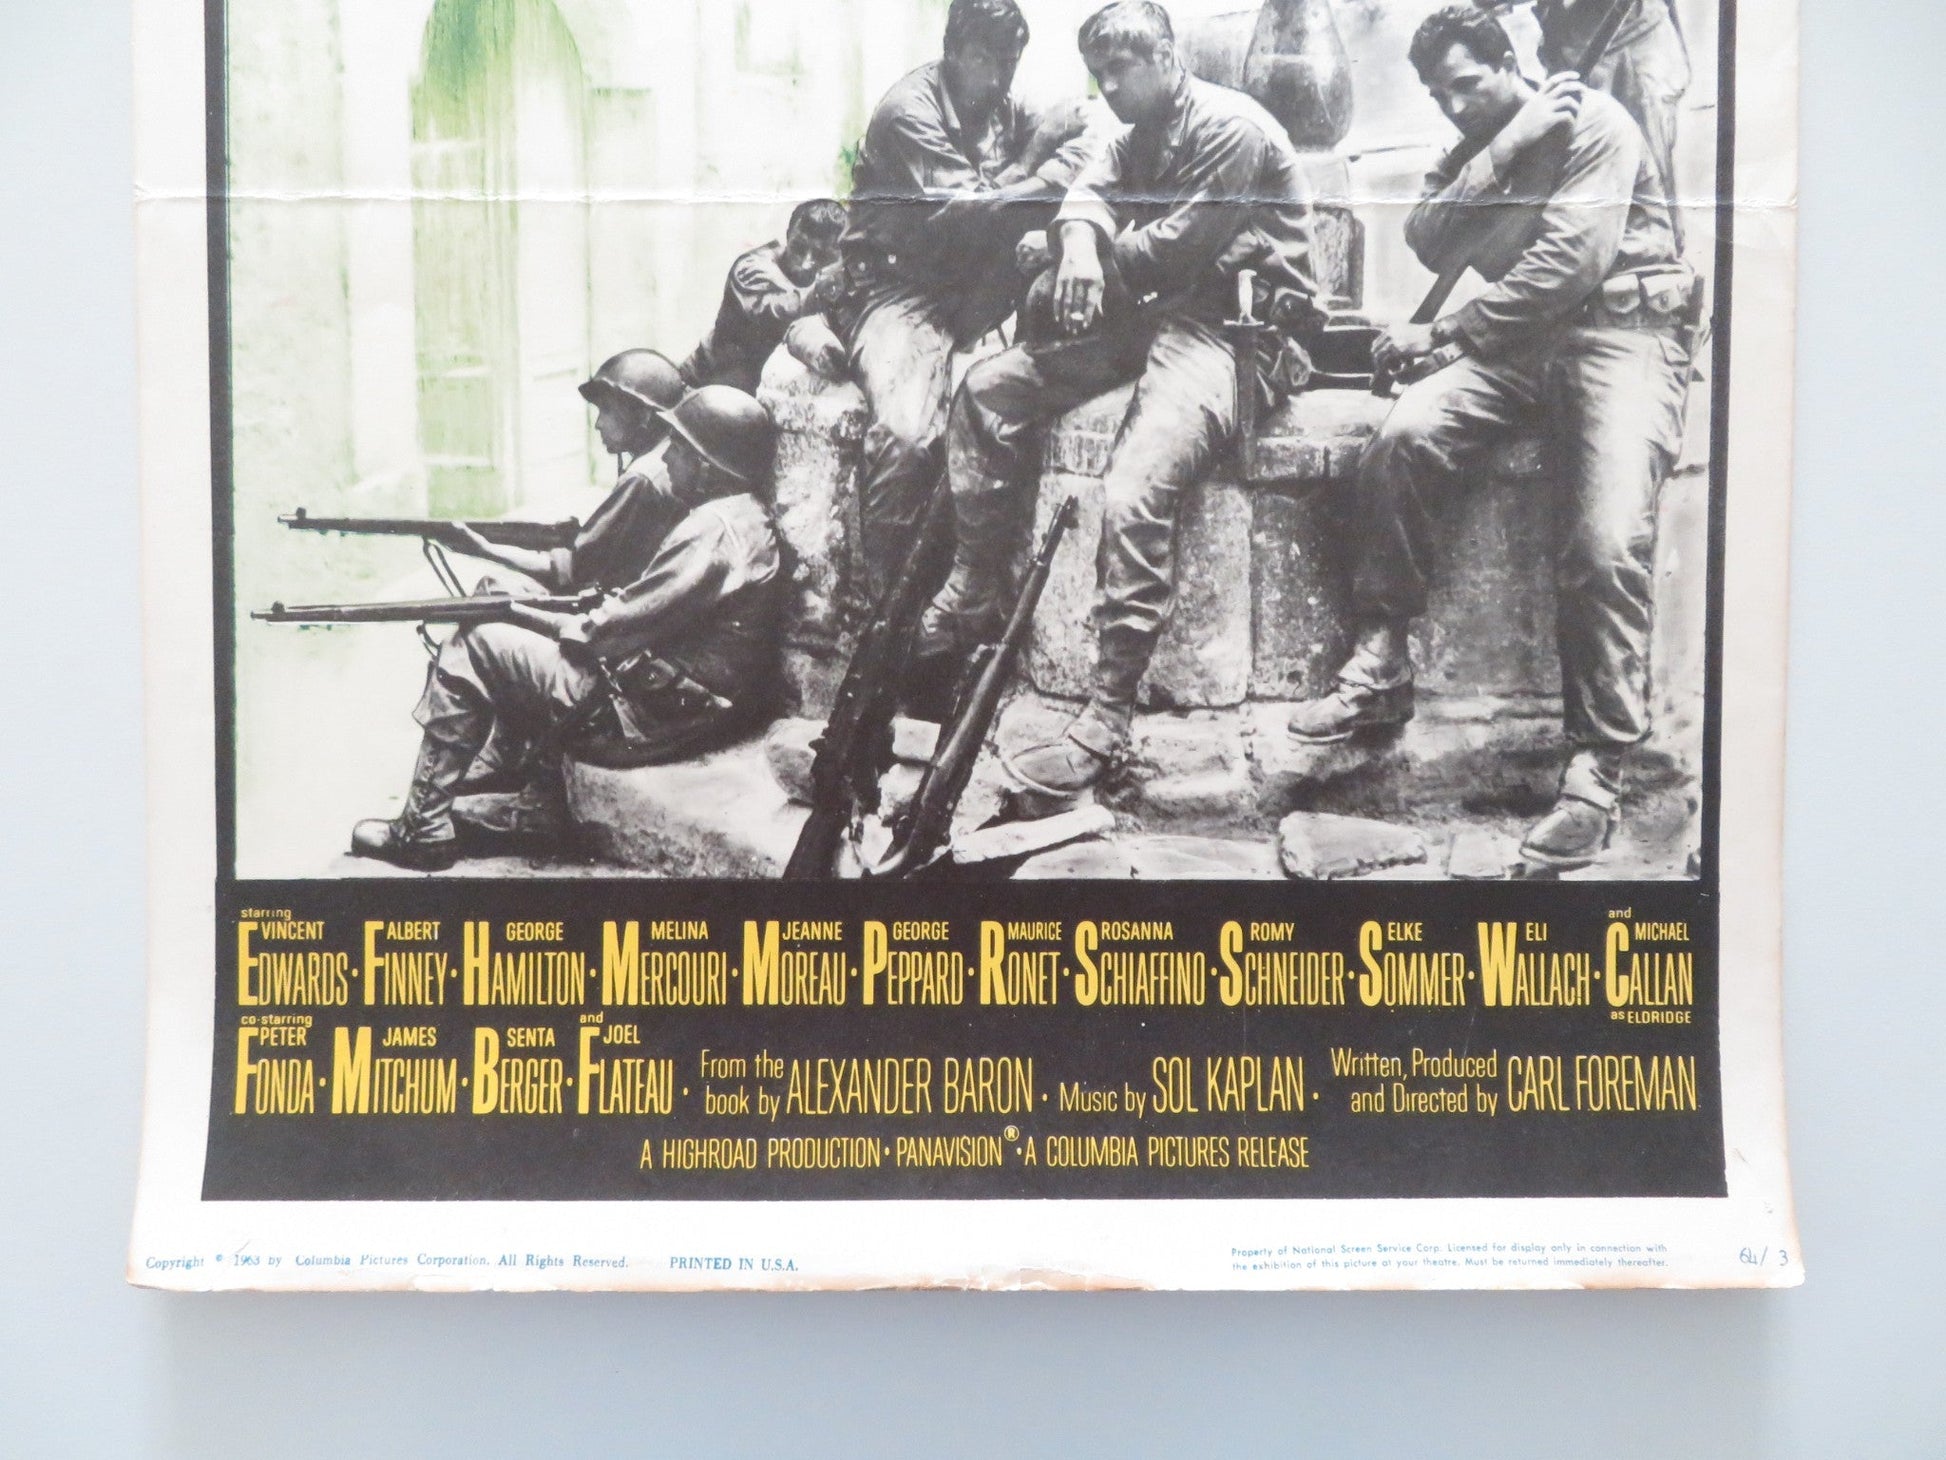 starring
VINCENT EDWARDS · ALBERT FINNEY · GEORGE HAMILTON · MELINA MERCOURI · JEANNE MOREAU · GEORGE PEPPARD · MAURICE RONET · ROSANNA SCHIAFFINO · ROMY SCHNEIDER · ELKE SOMMER · ELI WALLACH · and MICHAEL CALLAN
as ELDRIDGE
co-starring
PETER FONDA · JAMES MITCHUM · SENTA BERGER · and JOEL FLATEAU · From the book by ALEXANDER BARON · Music by SOL KAPLAN · Written, Produced and Directed by CARL FOREMAN
A HIGHROAD PRODUCTION · PANAVISION® · A COLUMBIA PICTURES RELEASE
Copyright © 1963 by Columbia Pictures Corporation. All Rights Reserved. PRINTED IN U.S.A.
Property of National Screen Service Corp. Licensed for display only in connection with
the exhibition of this picture at your theatre. Must be returned immediately thereafter.
64/3